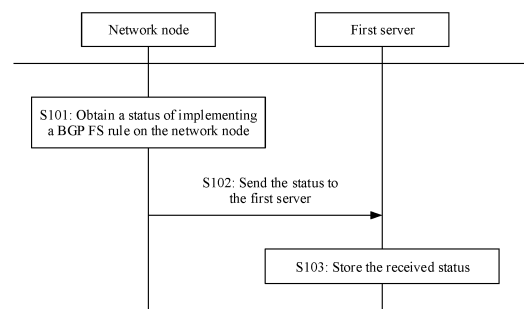 Network node
First server
S101: Obtain a status of implementing
a BGP FS rule on the network node
S102: Send the status to
the first server
S103: Store the received status